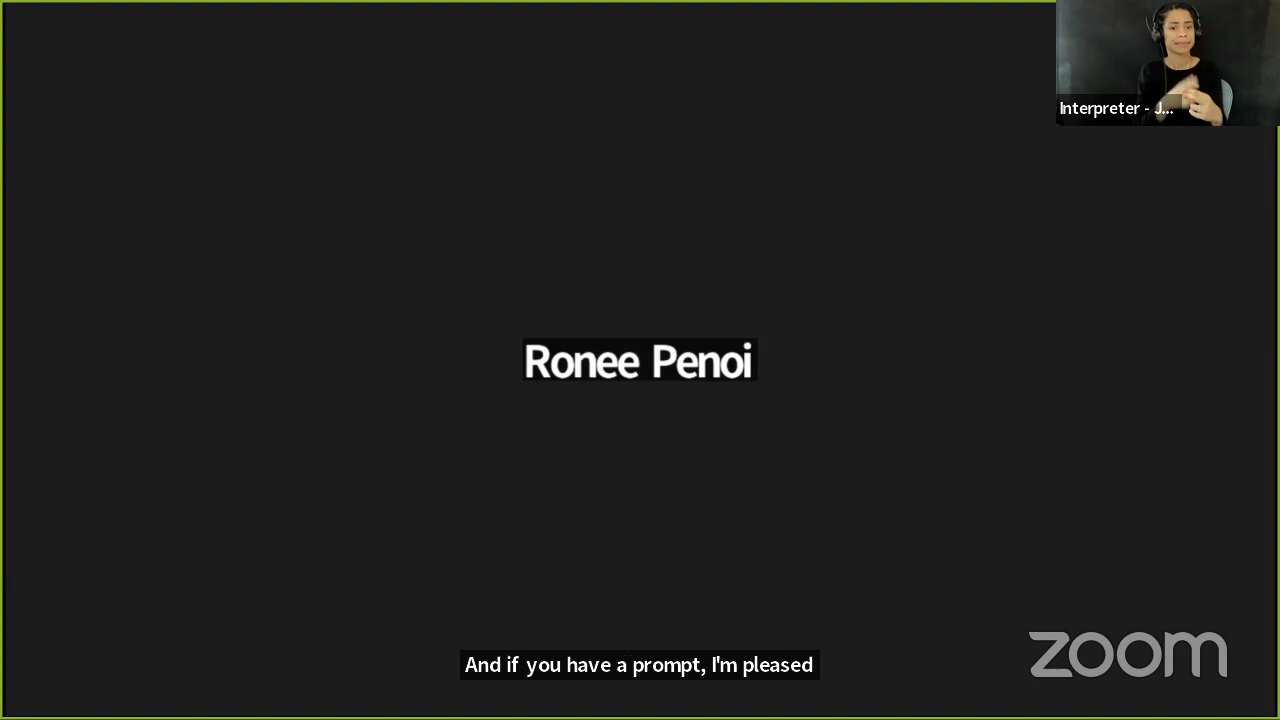 Interpreter - J...
Ronee Penoi
And if you have a prompt, I'm pleased
zoom